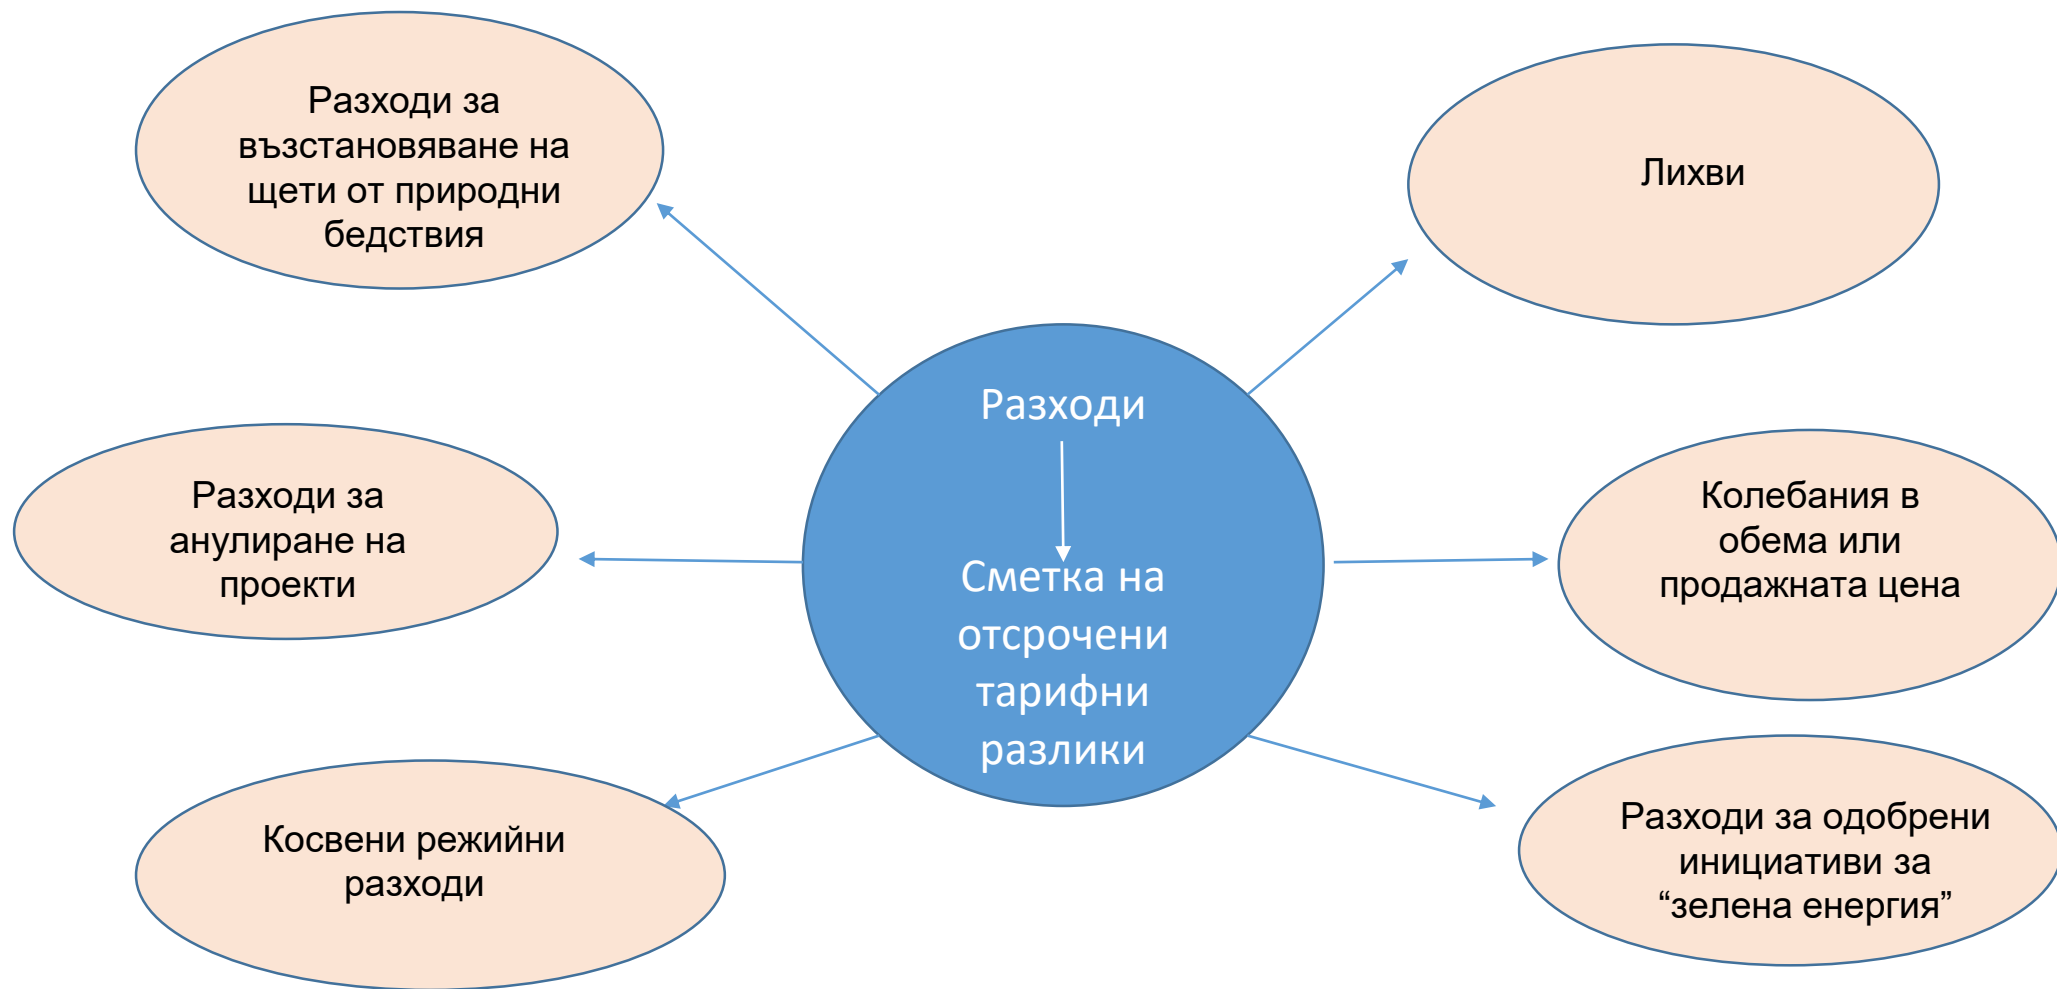 Разходи за
възстановяване на
щети от природни
бедствия
Лихви
Разходи
Сметка на
отсрочени
тарифни
разлики
Разходи за
анулиране на
проекти
Колебания в
обема или
продажната цена
Косвени режийни
разходи
Разходи за одобрени
инициативи за
“зелена енергия”